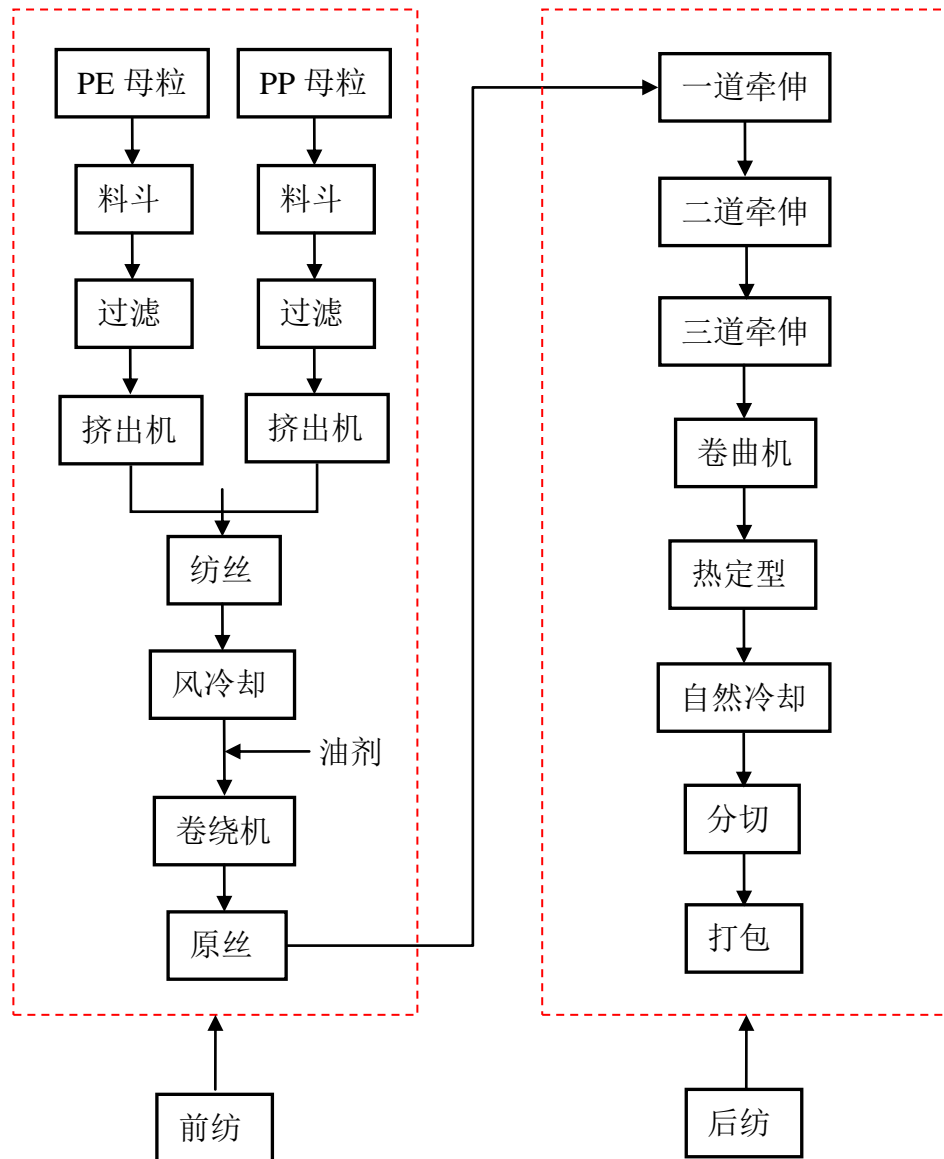 PE 母粒
PP 母粒
料斗
料斗
过滤
过滤
挤出机
挤出机
纺丝
风冷却
油剂
卷绕机
原丝
前纺
一道牵伸
二道牵伸
三道牵伸
卷曲机
热定型
自然冷却
分切
打包
后纺